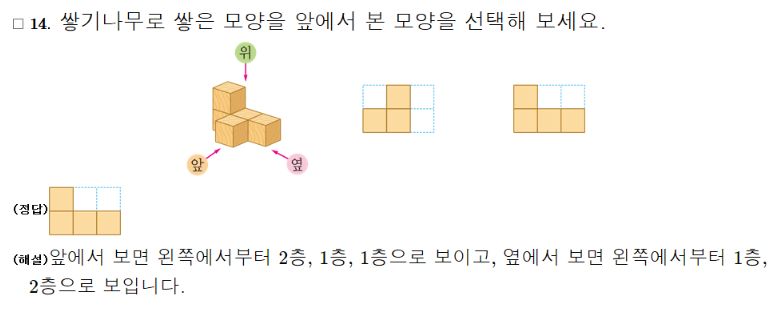 □ 14. 쌓기나무로 쌓은 모양을 앞에서 본 모양을 선택해 보세요.
위
앞
옆
(정답)
(해설)앞에서 보면 왼쪽에서부터 2층, 1층, 1층으로 보이고, 옆에서 보면 왼쪽에서부터 1층,
2층으로 보입니다.